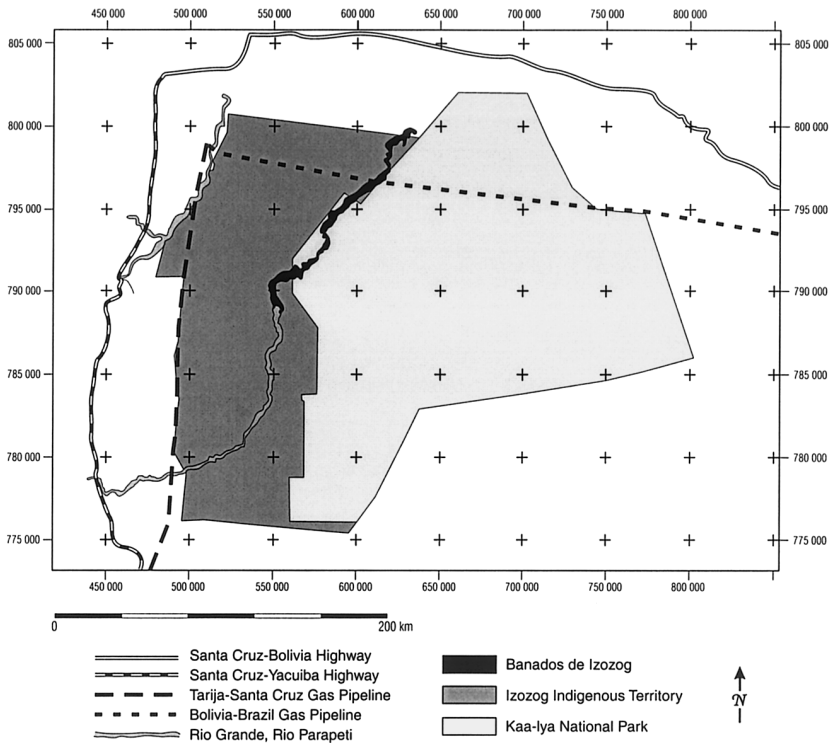 450 000 500 000 550 000 600 000 650 000 700 000 750 000 800 000
805 000 805 000
800 000 800 000
795 000 795 000
790 000 790 000
785 000 785 000
780 000 780 000
775 000 775 000
450 000 500 000 550 000 600 000 650 000 700 000 750 000 800 000
0 200 km
Santa Cruz-Bolivia Highway
Santa Cruz-Yacuiba Highway
Tarija-Santa Cruz Gas Pipeline
Bolivia-Brazil Gas Pipeline
Rio Grande, Rio Parapeti
Banados de Izozog
Izozog Indigenous Territory
Kaa-lya National Park
N